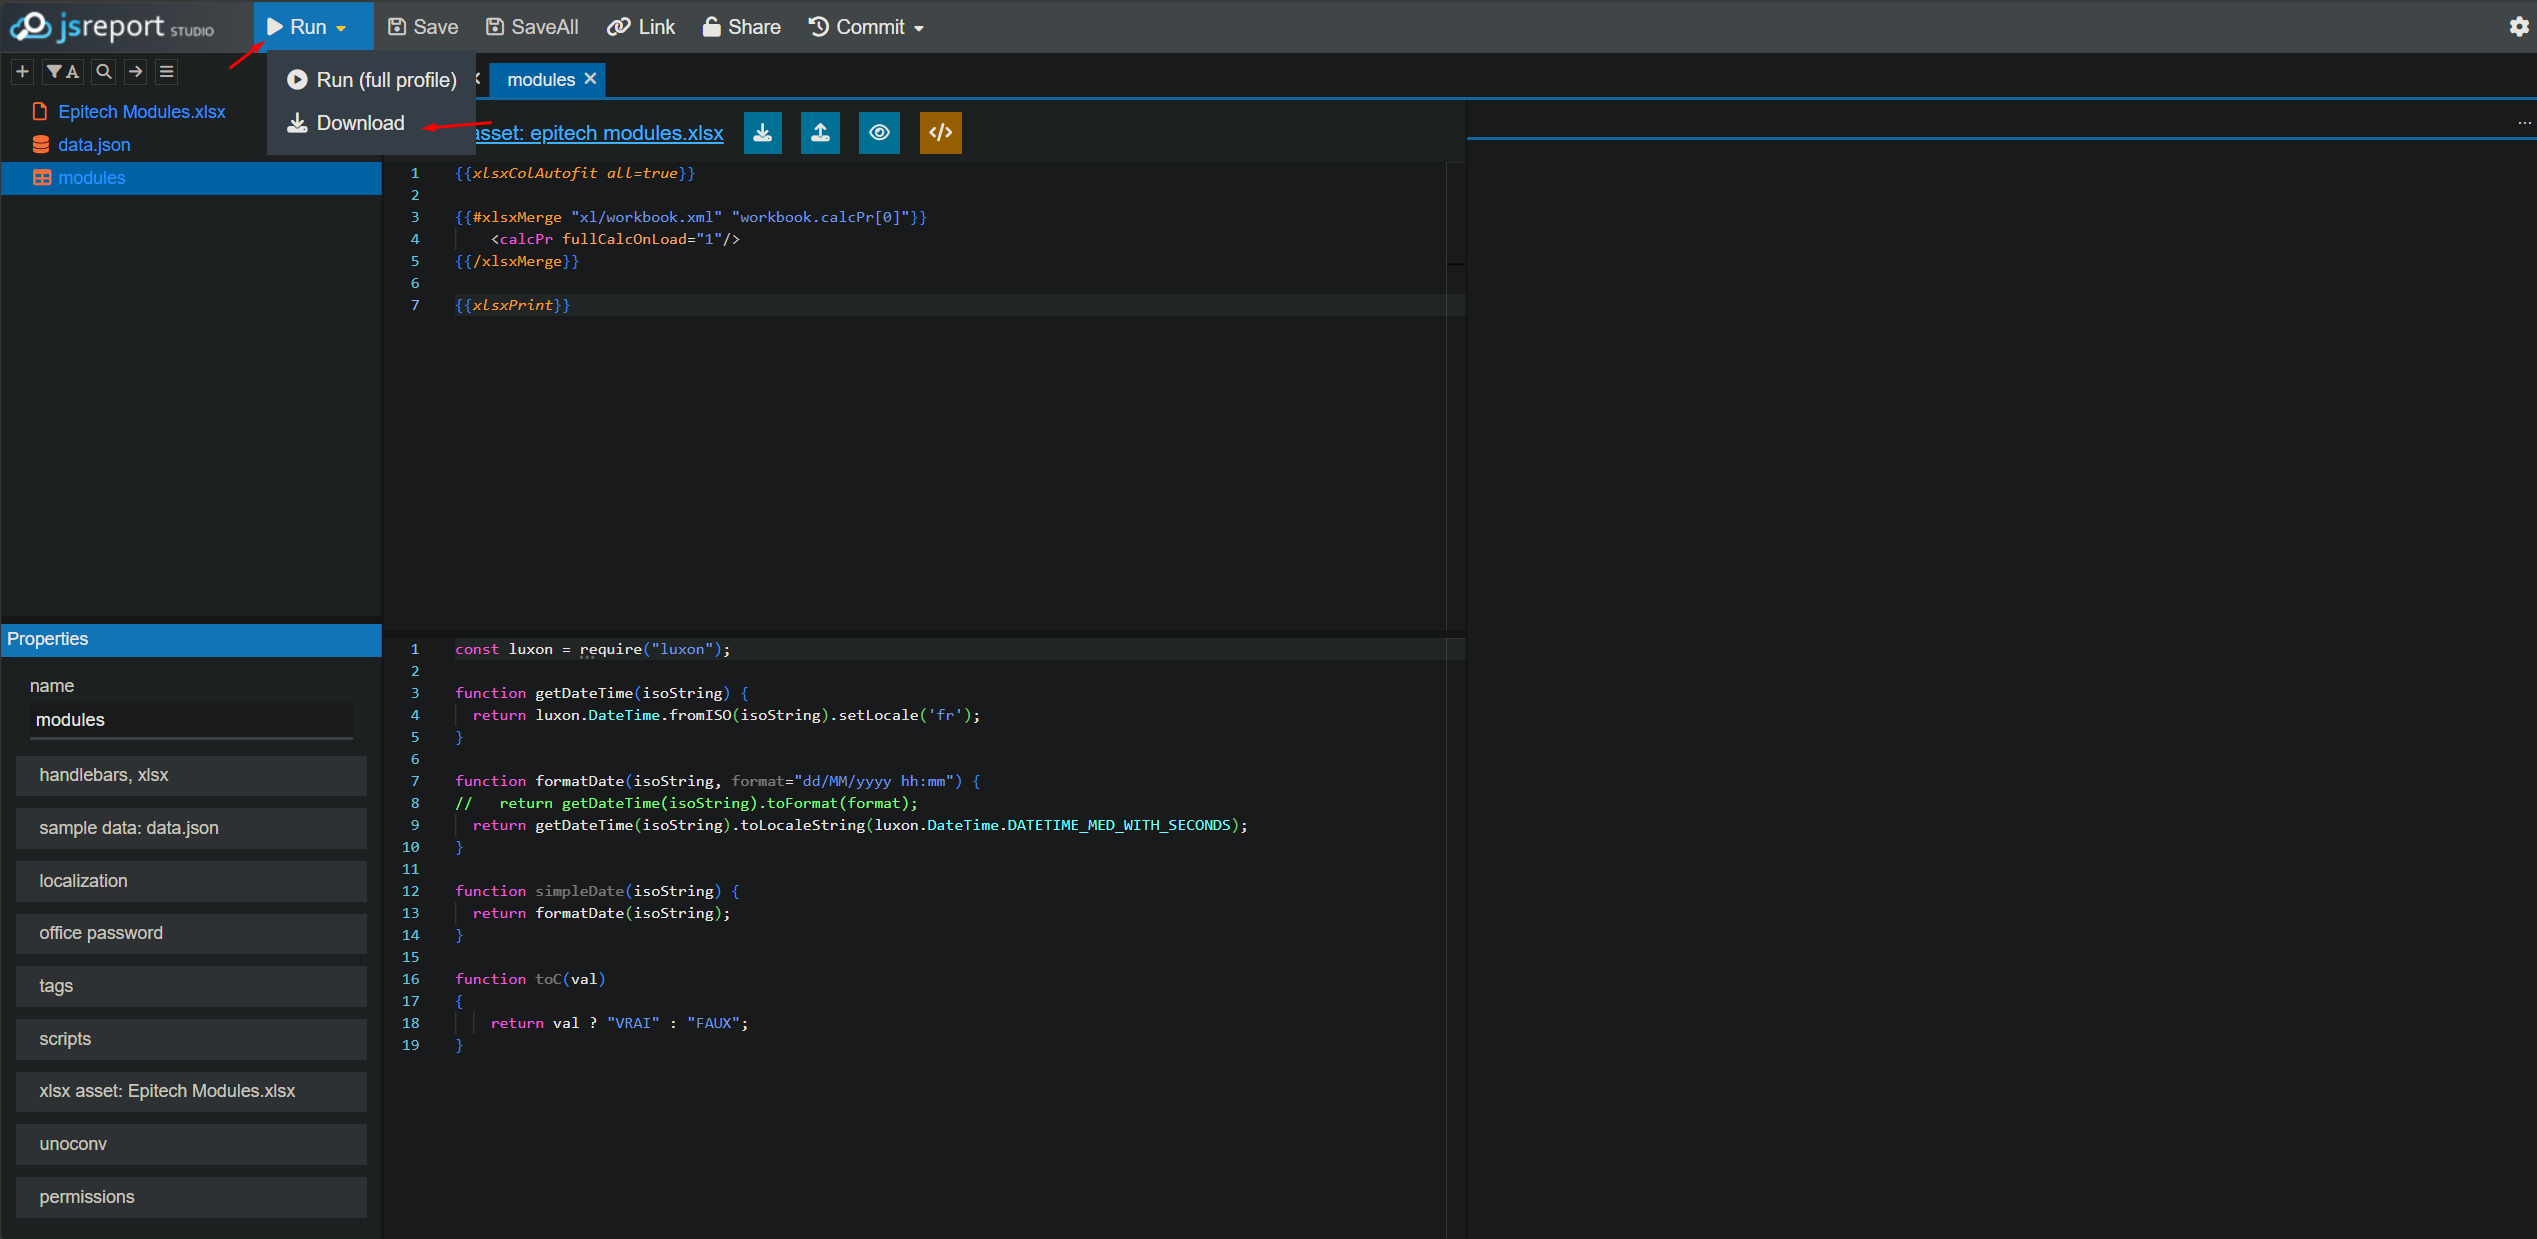 jsreport STUDIO
Run
Save
SaveAll
Link
Share
Commit
A
Run (full profile)
Download
modules
Epitech Modules.xlsx
data.json
modules
asset: epitech modules.xlsx
...
1 {{xlsxColAutofit all=true}}
2
3 {{#xlsxMerge "xl/workbook.xml" "workbook.calcPr[0]"}}
4 <calcPr fullCalcOnLoad="1"/>
5 {{/xlsxMerge}}
6
7 {{xlsxPrint}}
Properties
name
modules
handlebars, xlsx
sample data: data.json
localization
office password
tags
scripts
xlsx asset: Epitech Modules.xlsx
unoconv
permissions
1 const luxon = require("luxon");
2
3 function getDateTime(isoString) {
4 return luxon.DateTime.fromISO(isoString).setLocale('fr');
5 }
6
7 function formatDate(isoString, format="dd/MM/yyyy hh:mm") {
8 // return getDateTime(isoString).toFormat(format);
9 return getDateTime(isoString).toLocaleString(luxon.DateTime.DATETIME_MED_WITH_SECONDS);
10 }
11
12 function simpleDate(isoString) {
13 return formatDate(isoString);
14 }
15
16 function toC(val)
17 {
18 return val ? "VRAI" : "FAUX";
19 }